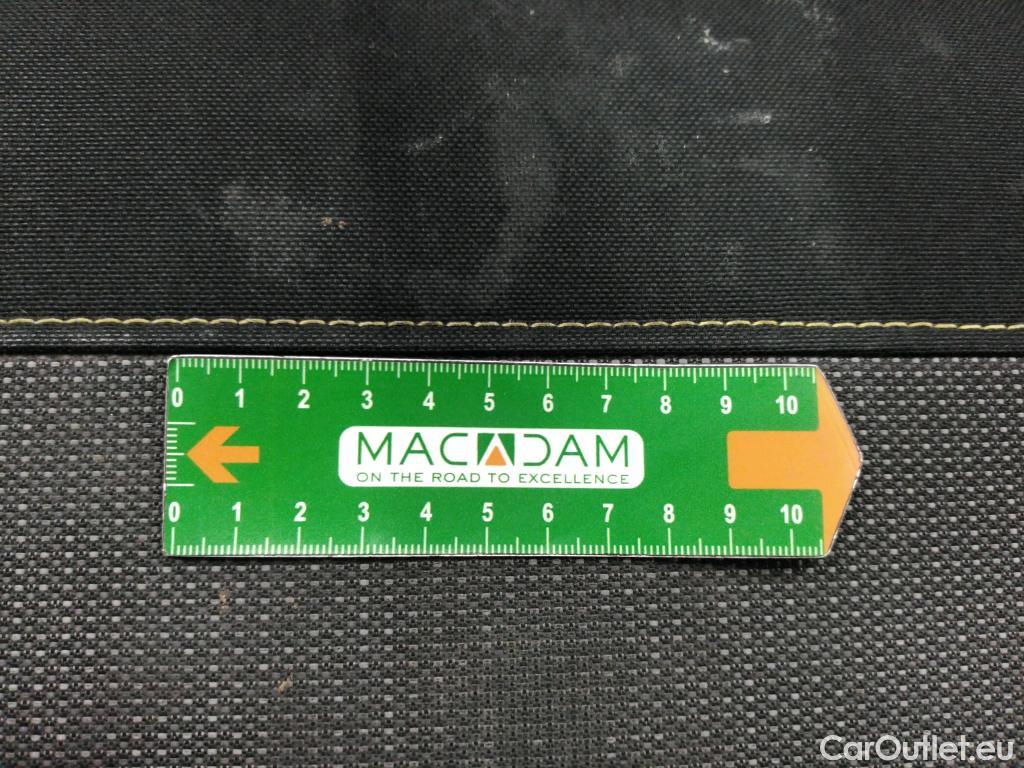 0 1 2 3 4 5 6 7 8 9 10
MACADAM
ON THE ROAD TO EXCELLENCE
0 1 2 3 4 5 6 7 8 9 10
CarOutlet.eu